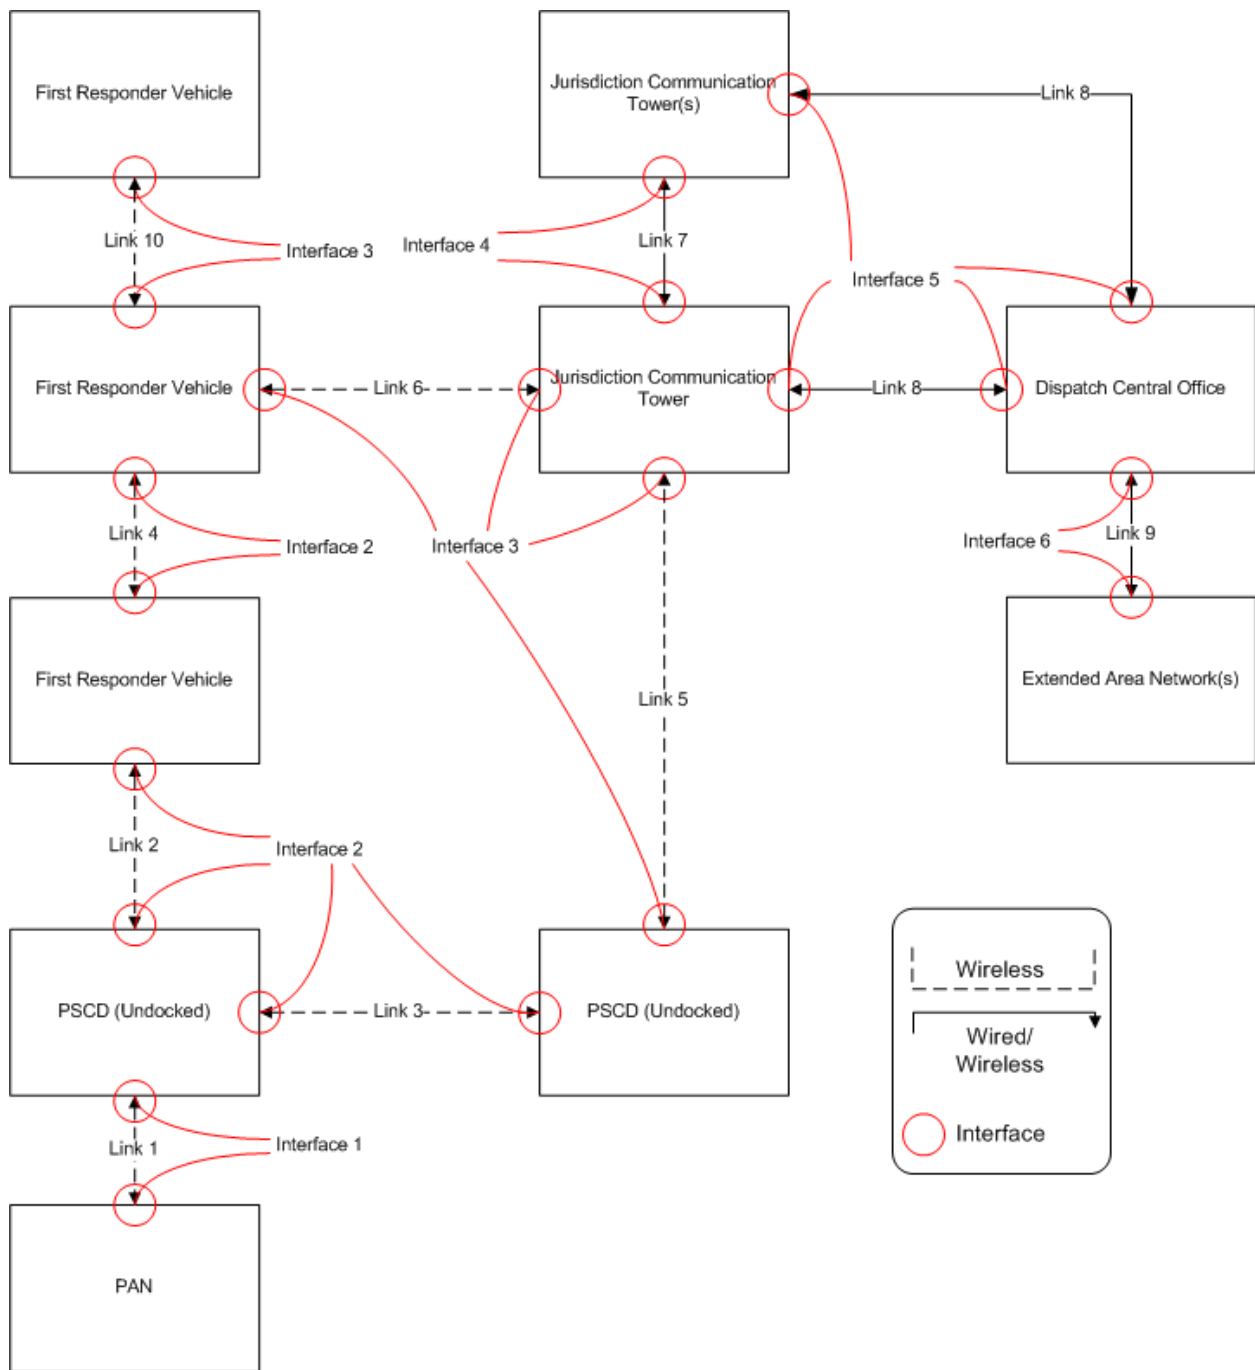 First Responder Vehicle
Jurisdiction Communication
Tower(s)
Link 8
Link 10
Interface 3
Interface 4
Link 7
Interface 5
First Responder Vehicle
Link 6
Jurisdiction Communication
Tower
Link 8
Dispatch Central Office
Link 4
Interface 2
Interface 3
Interface 6
Link 9
First Responder Vehicle
Link 5
Extended Area Network(s)
Link 2
Interface 2
PSCD (Undocked)
Link 3
PSCD (Undocked)
Wireless
Wired/
Wireless
Interface
Link 1
Interface 1
PAN